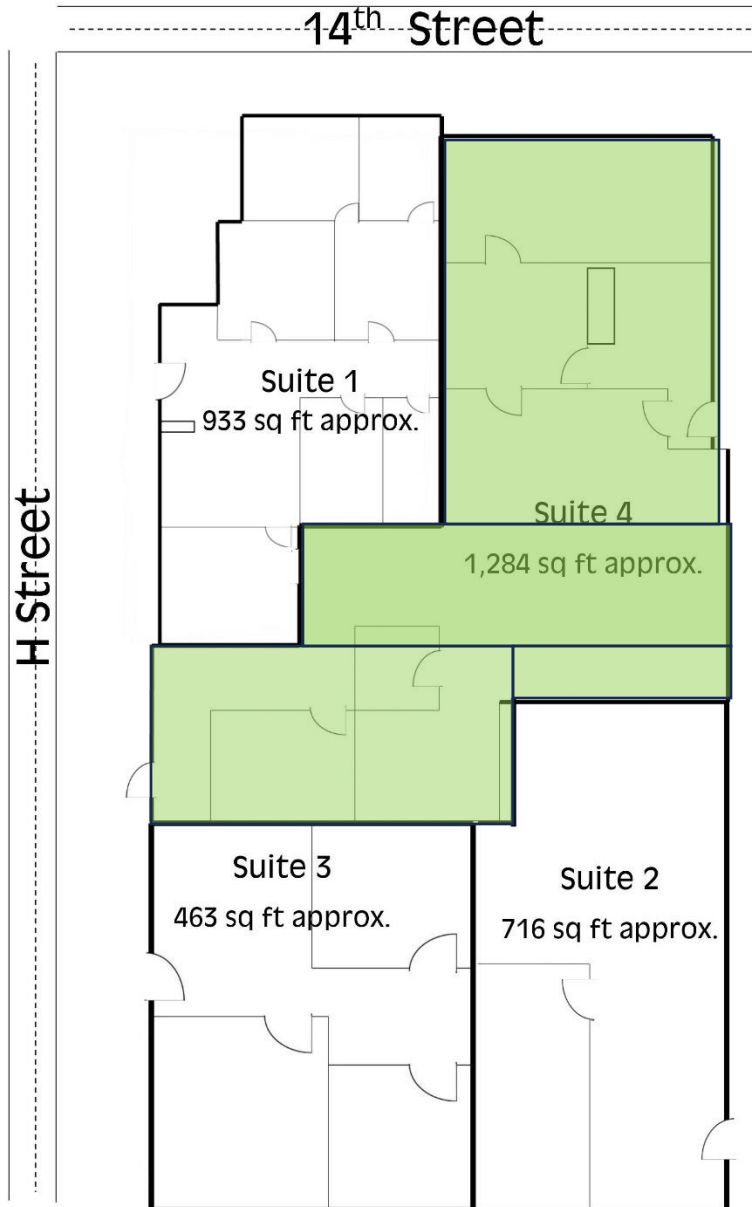 14th Street
H Street
Suite 1
933 sq ft approx.
Suite 4
1,284 sq ft approx.
Suite 3
463 sq ft approx.
Suite 2
716 sq ft approx.